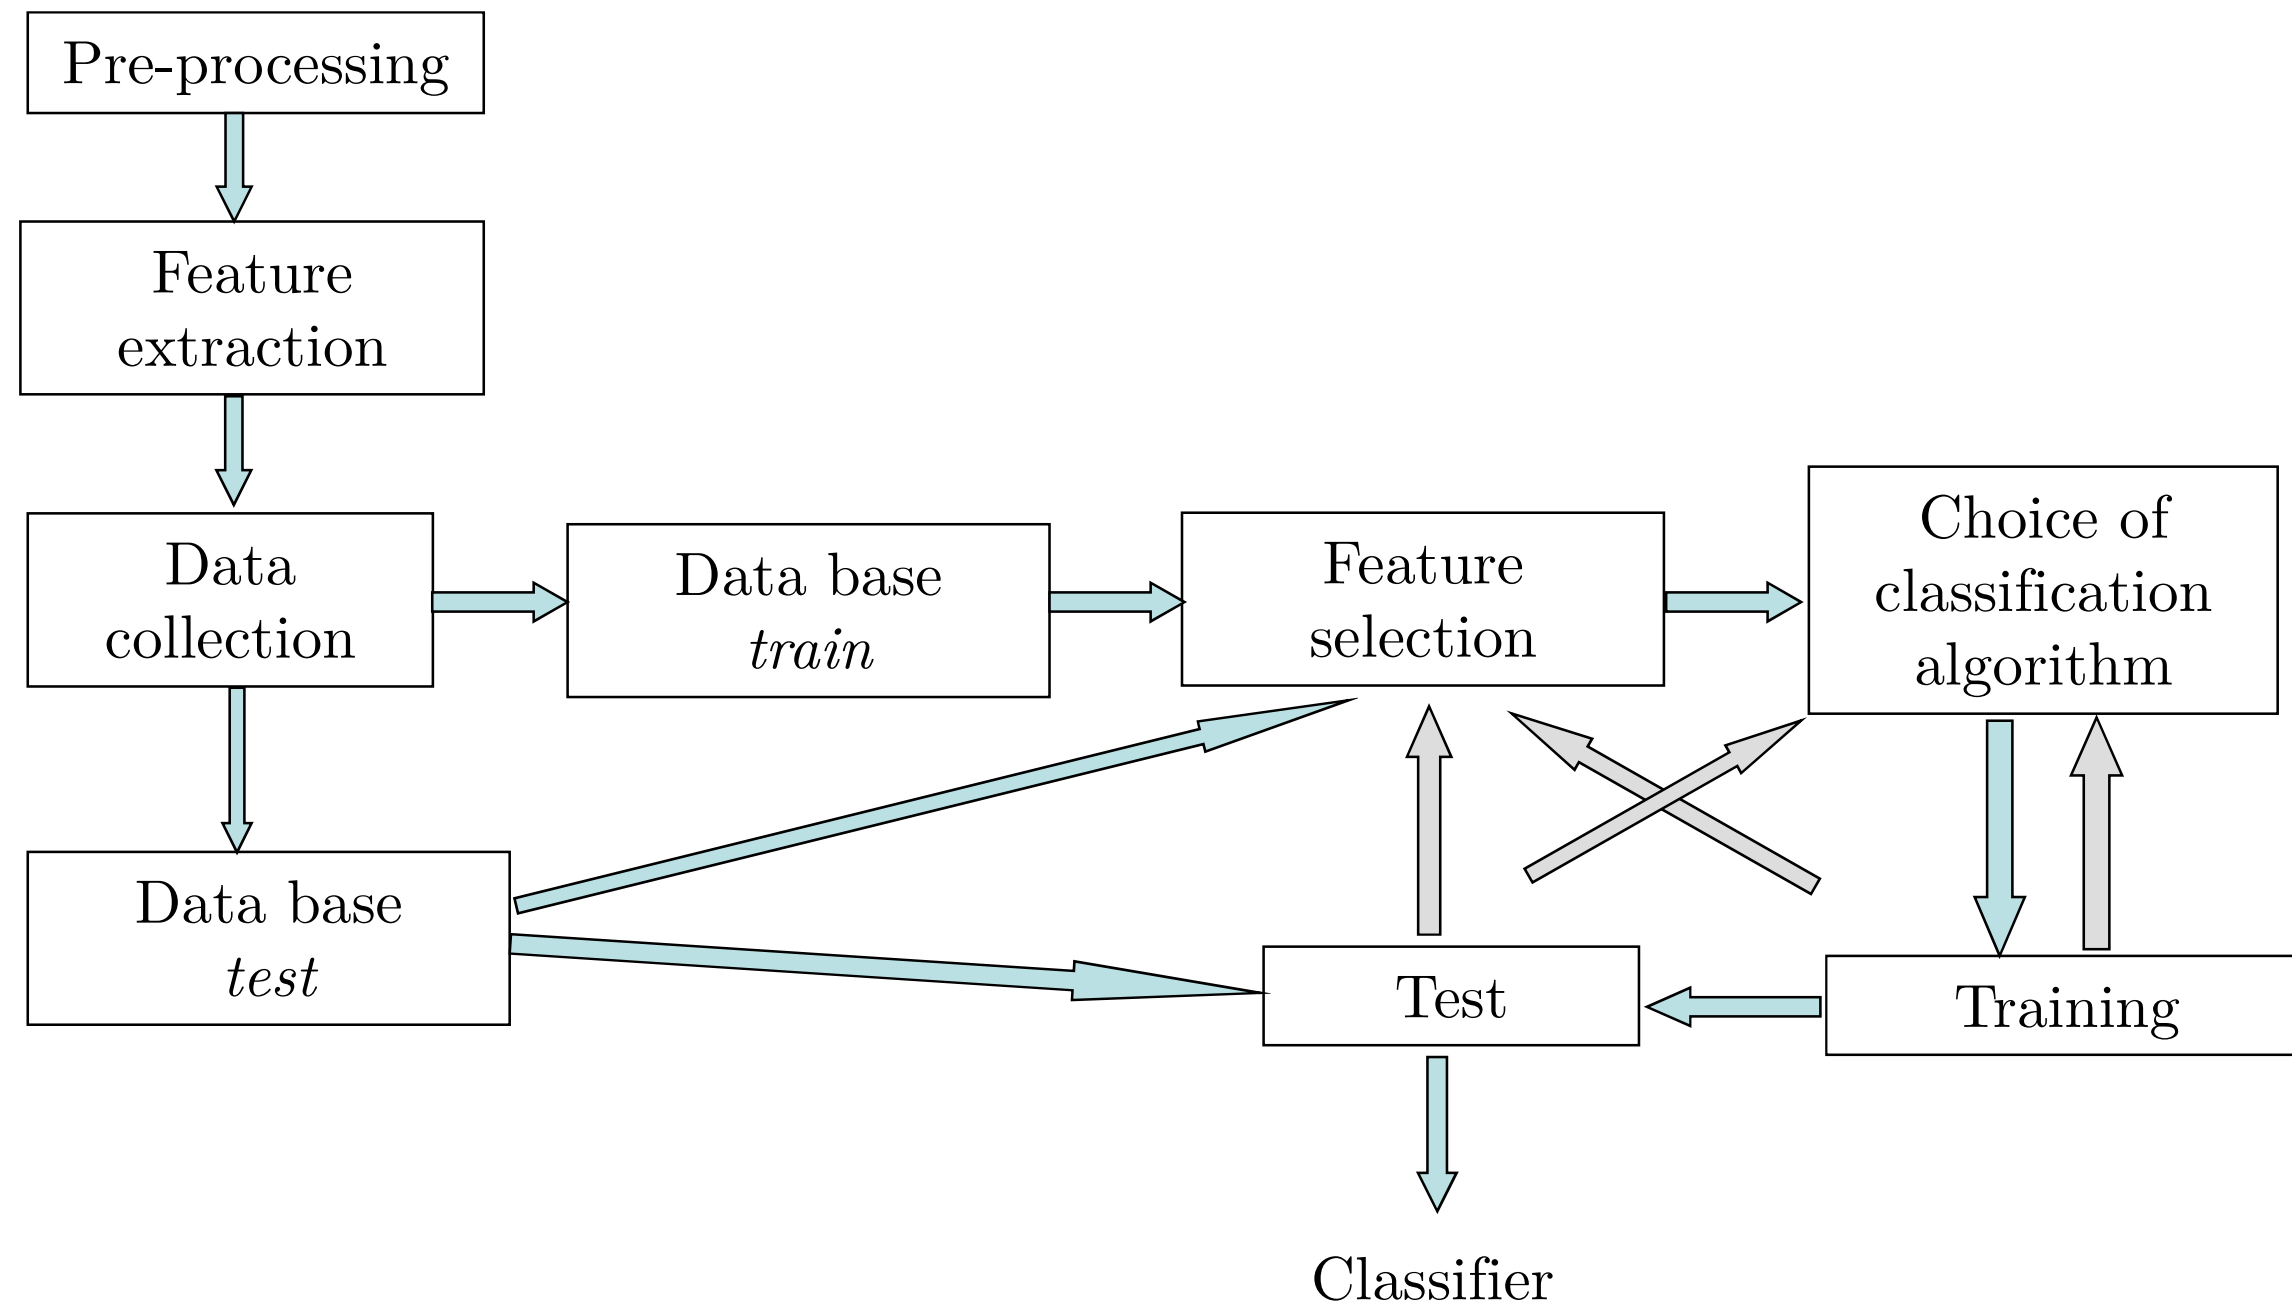 Pre-processing
Feature
extraction
Data
collection
Data base
train
Feature
selection
Choice of
classification
algorithm
Data base
test
Test
Training
Classifier